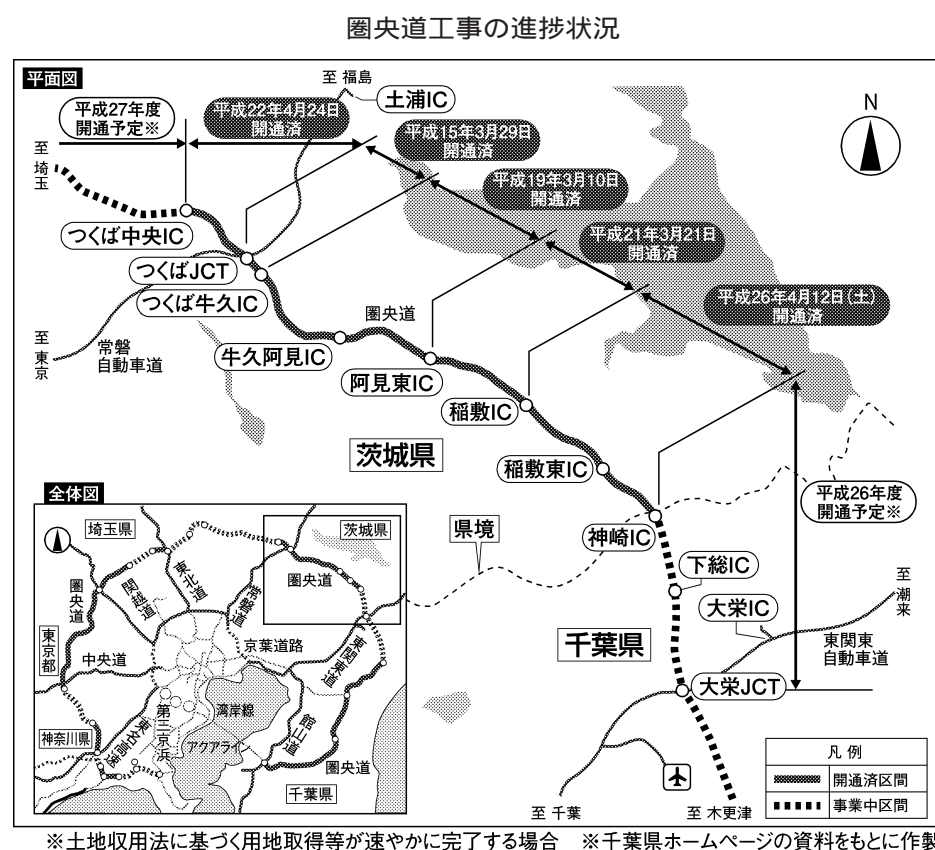 圏央道工事の進捗状況
平面図
至 福島
土浦IC
N
平成27年度
開通予定※
平成22年4月24日
開通済
平成15年3月29日
開通済
平成19年3月10日
開通済
平成21年3月21日
開通済
平成26年4月12日(土)
開通済
至
埼
玉
つくば中央IC
つくばJCT
つくば牛久IC
圏央道
至
東
京
常磐
自動車道
牛久阿見IC
阿見東IC
稲敷IC
茨城県
稲敷東IC
平成26年度
開通予定※
神崎IC
県境
下総IC
至
潮
来
大栄IC
東関東
自動車道
千葉県
大栄JCT
至 千葉
至 木更津
凡 例
開通済区間
事業中区間
全体図
埼玉県
茨城県
圏央道
関越道
東北道
常磐道
圏央道
東京都
中央道
京葉道路
東関東道
神奈川県
東名高速
第三京浜
湾岸線
アクアライン
館山道
圏央道
千葉県
※土地収用法に基づく用地取得等が速やかに完了する場合 ※千葉県ホームページの資料をもとに作製